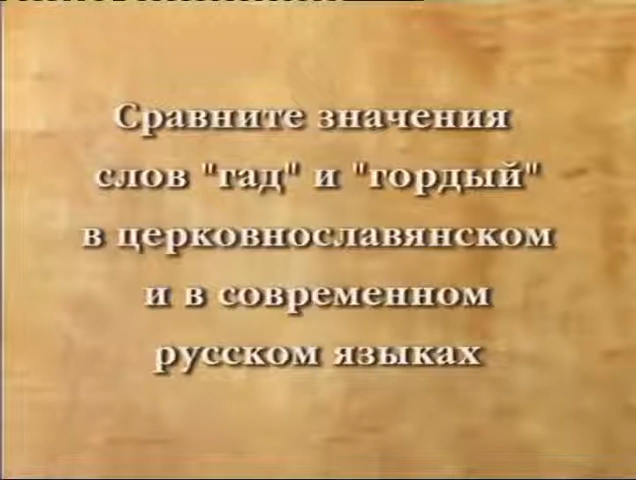 Сравните значения
слов "гад" и "гордый"
в церковнославянском
и в современном
русском языках